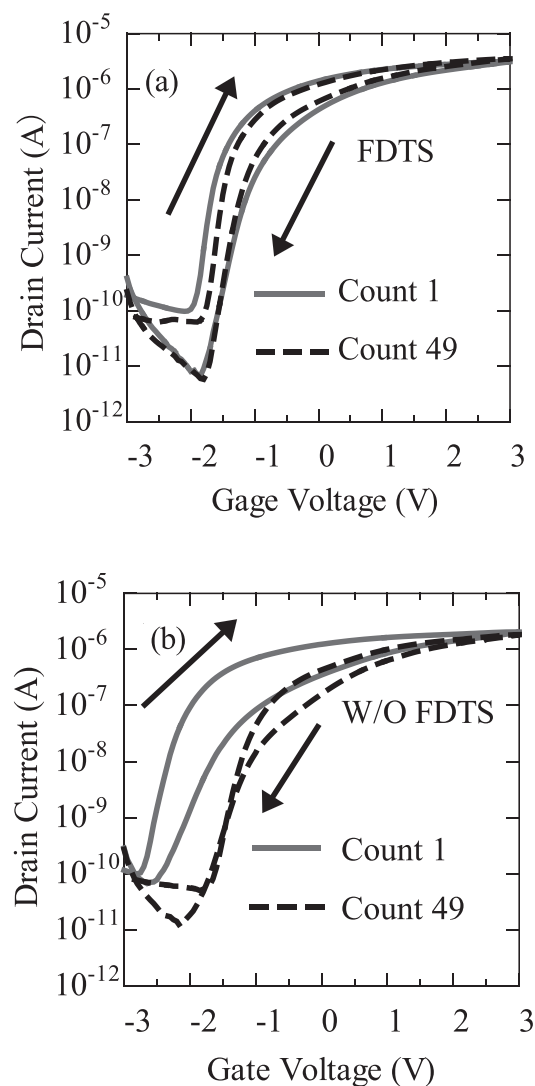 (a)
10^-5
10^-6
10^-7
10^-8
10^-9
10^-10
10^-11
10^-12
Drain Current (A)
FDTS
Count 1
Count 49
-3 -2 -1 0 1 2 3
Gage Voltage (V)
(b)
10^-5
10^-6
10^-7
10^-8
10^-9
10^-10
10^-11
10^-12
Drain Current (A)
W/O FDTS
Count 1
Count 49
-3 -2 -1 0 1 2 3
Gate Voltage (V)